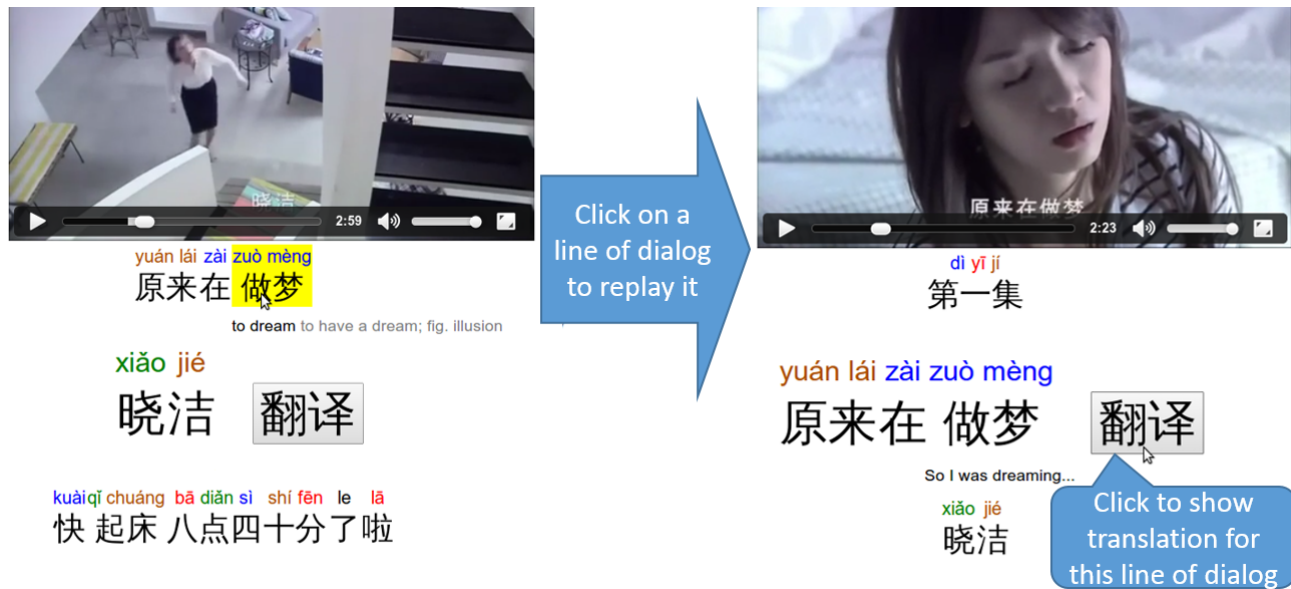 晓洁
2:59
yuán lái zài zuò mèng
原来在 做梦
to dream to have a dream; fig. illusion
xiǎo jié
晓洁 翻译
kuài qǐ chuáng bā diǎn sì shí fēn le lā
快 起床 八点四十分了啦
Click on a
line of dialog
to replay it
原来在做梦
2:23
dì yī jí
第一集
yuán lái zài zuò mèng
原来在 做梦 翻译
So I was dreaming...
xiǎo jié
晓洁
Click to show
translation for
this line of dialog